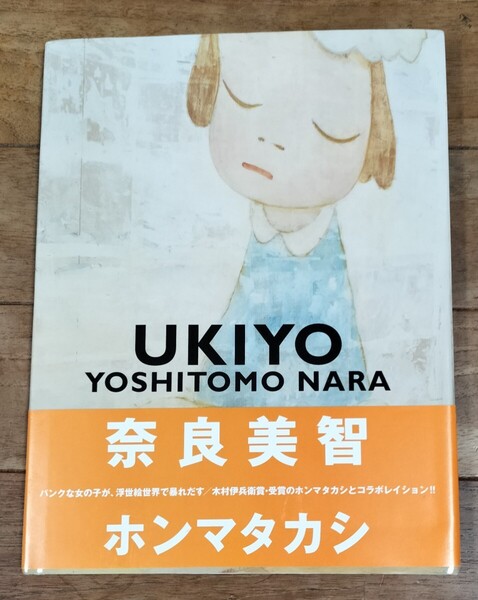 UKIYO
YOSHITOMO NARA
奈良美智
パンクな女の子が、浮世絵世界で暴れだす／木村伊兵衛賞・受賞のホンマタカシとコラボレイション!!
ホンマタカシ